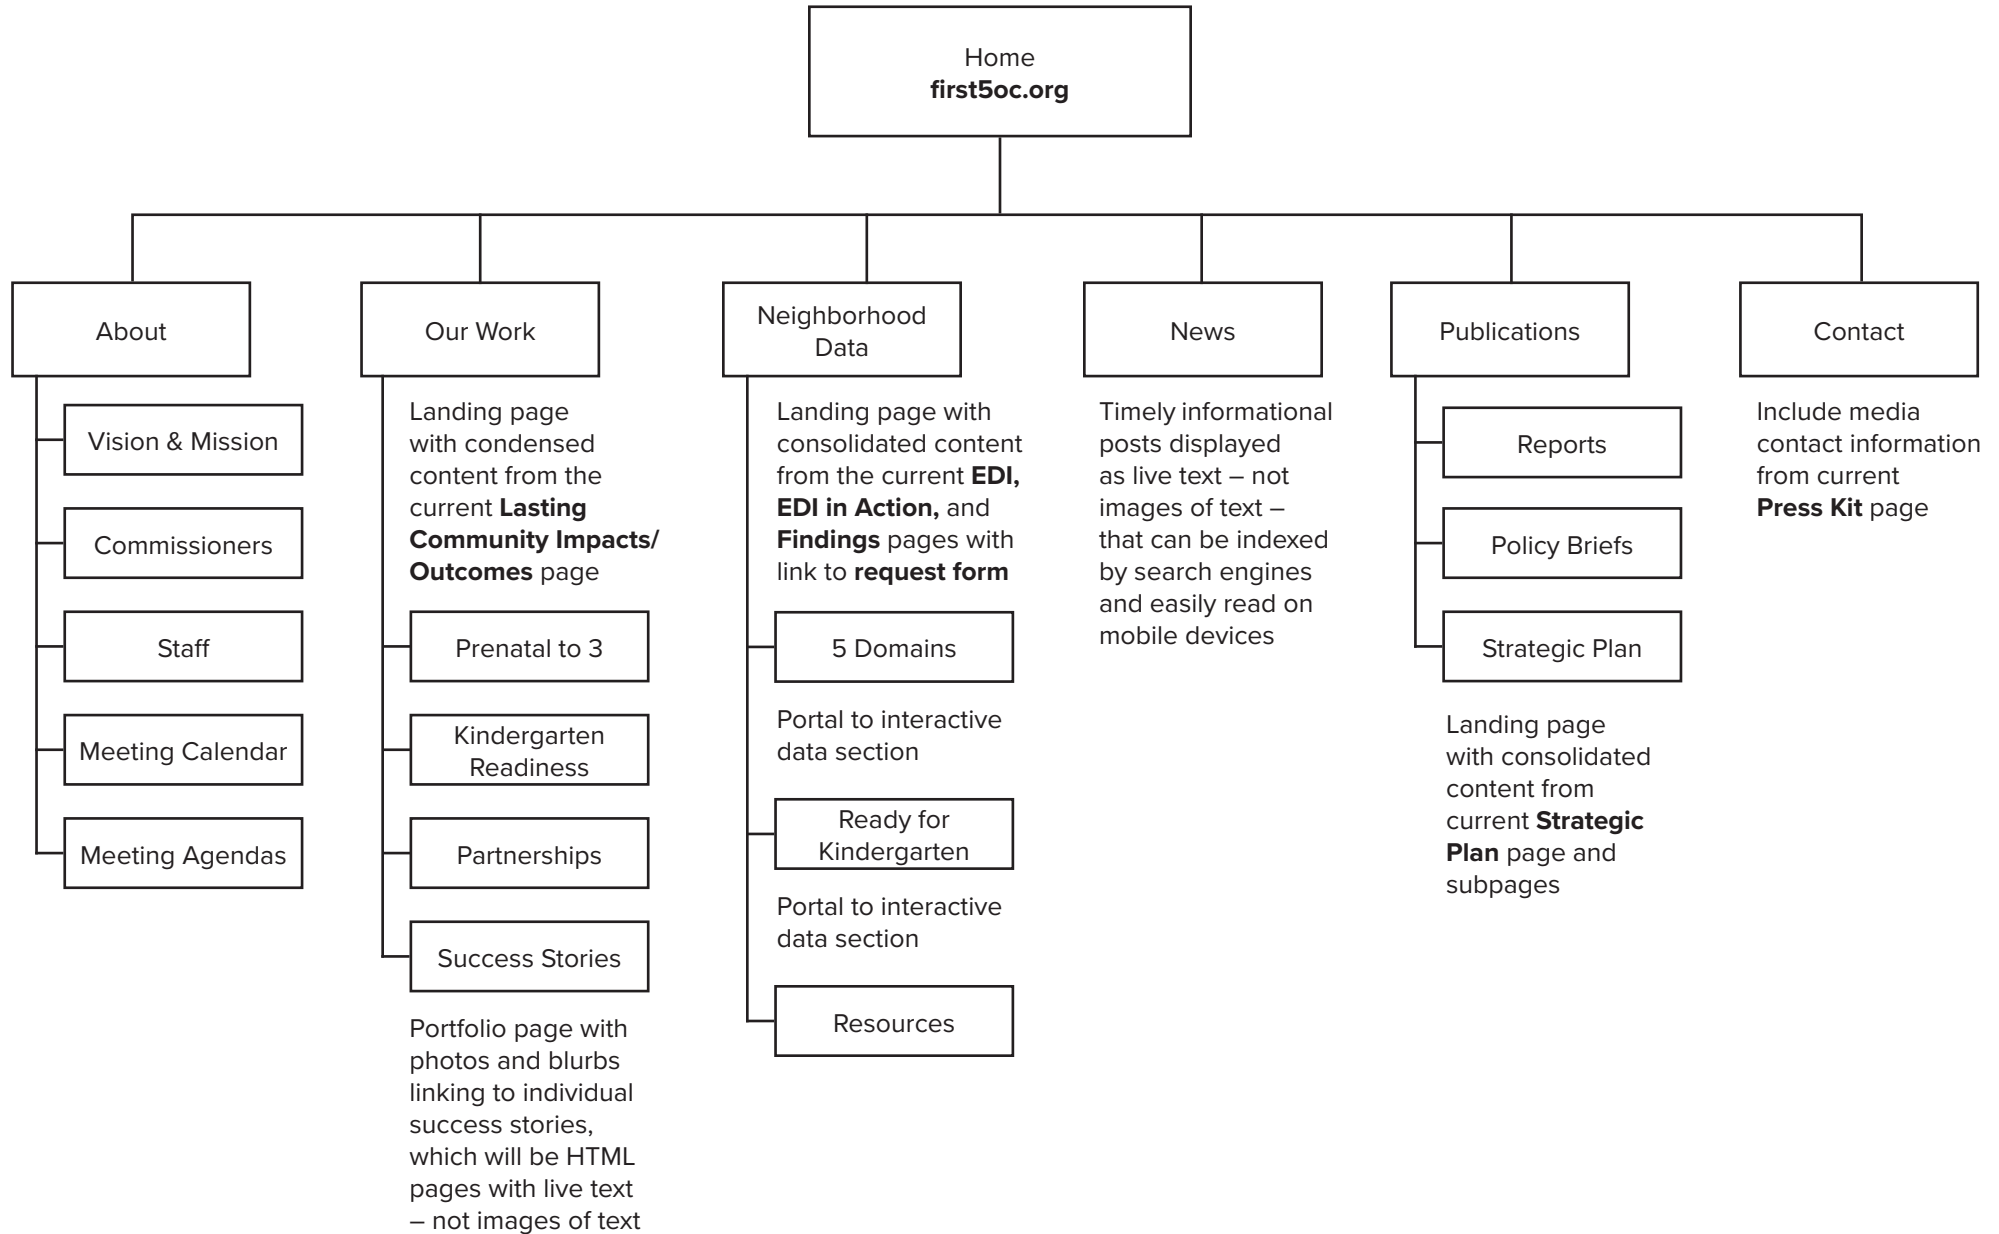 Home
first5oc.org
About
Vision & Mission
Commissioners
Staff
Meeting Calendar
Meeting Agendas
Our Work
Landing page
with condensed
content from the
current Lasting
Community Impacts/
Outcomes page
Prenatal to 3
Kindergarten
Readiness
Partnerships
Success Stories
Portfolio page with
photos and blurbs
linking to individual
success stories,
which will be HTML
pages with live text
– not images of text
Neighborhood
Data
Landing page with
consolidated content
from the current EDI,
EDI in Action, and
Findings pages with
link to request form
5 Domains
Portal to interactive
data section
Ready for
Kindergarten
Portal to interactive
data section
Resources
News
Timely informational
posts displayed
as live text – not
images of text –
that can be indexed
by search engines
and easily read on
mobile devices
Publications
Reports
Policy Briefs
Strategic Plan
Landing page
with consolidated
content from
current Strategic
Plan page and
subpages
Contact
Include media
contact information
from current
Press Kit page